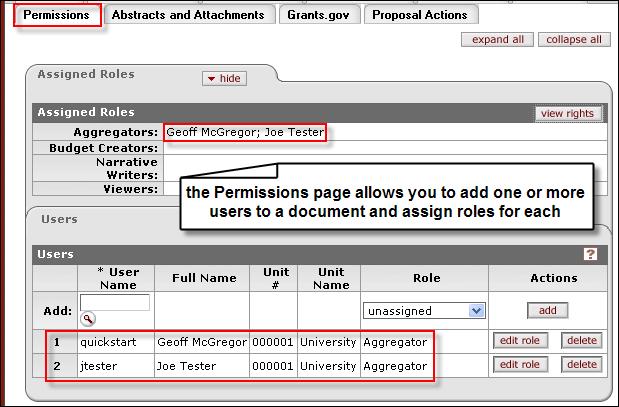 Permissions Abstracts and Attachments Grants.gov Proposal Actions
expand all collapse all
Assigned Roles hide
Assigned Roles view rights
Aggregators: Geoff McGregor; Joe Tester
Budget Creators:
Narrative
Writers:
Viewers:
the Permissions page allows you to add one or more
users to a document and assign roles for each
Users
Users ?
* User Name Full Name Unit # Unit Name Role Actions
Add: unassigned add
1 quickstart Geoff McGregor 000001 University Aggregator edit role delete
2 jtester Joe Tester 000001 University Aggregator edit role delete